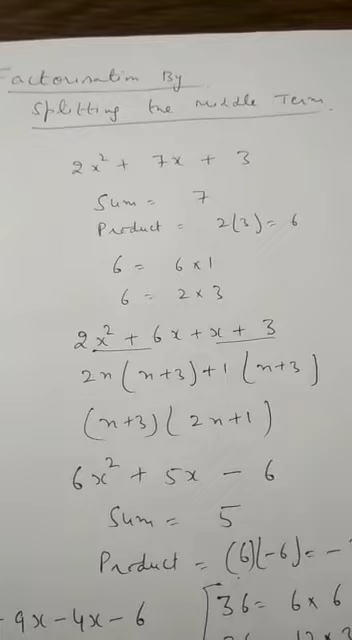 Factorisation By
Splitting the Middle Term.
2x² + 7x + 3
Sum = 7
Product = 2(3) = 6
6 = 6 x 1
6 = 2 x 3
2x² + 6x + x + 3
2x(x+3)+1(x+3)
(x+3)(2x+1)
6x² + 5x - 6
Sum = 5
Product = (6)(-6) = -
- 9x - 4x - 6
36 = 6 x 6